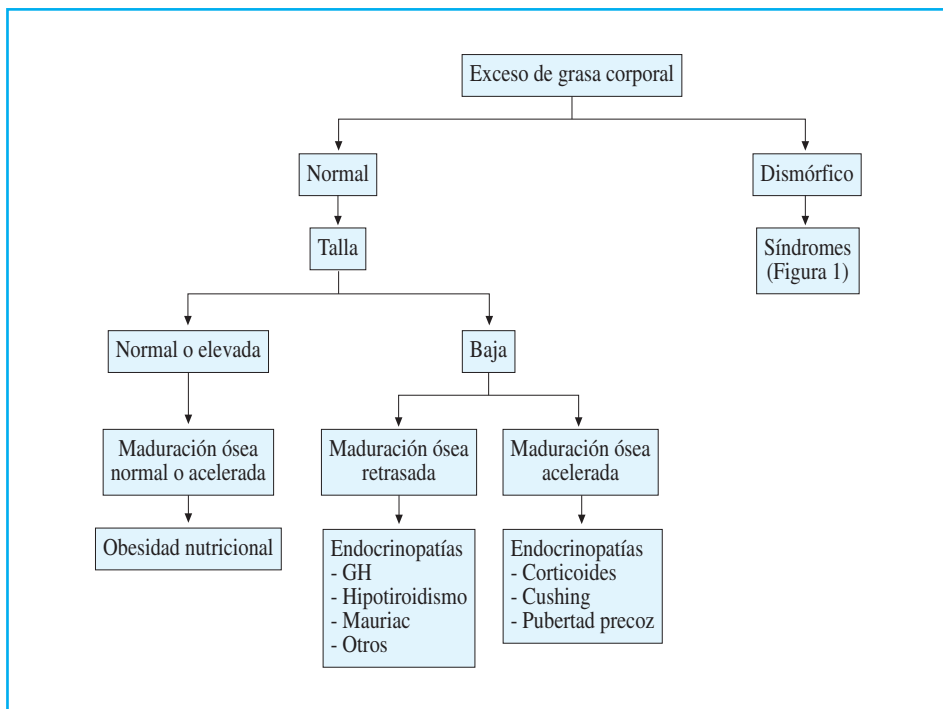 Exceso de grasa corporal
Normal
Dismórfico
Talla
Síndromes
(Figura 1)
Normal o elevada
Baja
Maduración ósea
normal o acelerada
Maduración ósea
retrasada
Maduración ósea
acelerada
Obesidad nutricional
Endocrinopatías
- GH
- Hipotiroidismo
- Mauriac
- Otros
Endocrinopatías
- Corticoides
- Cushing
- Pubertad precoz